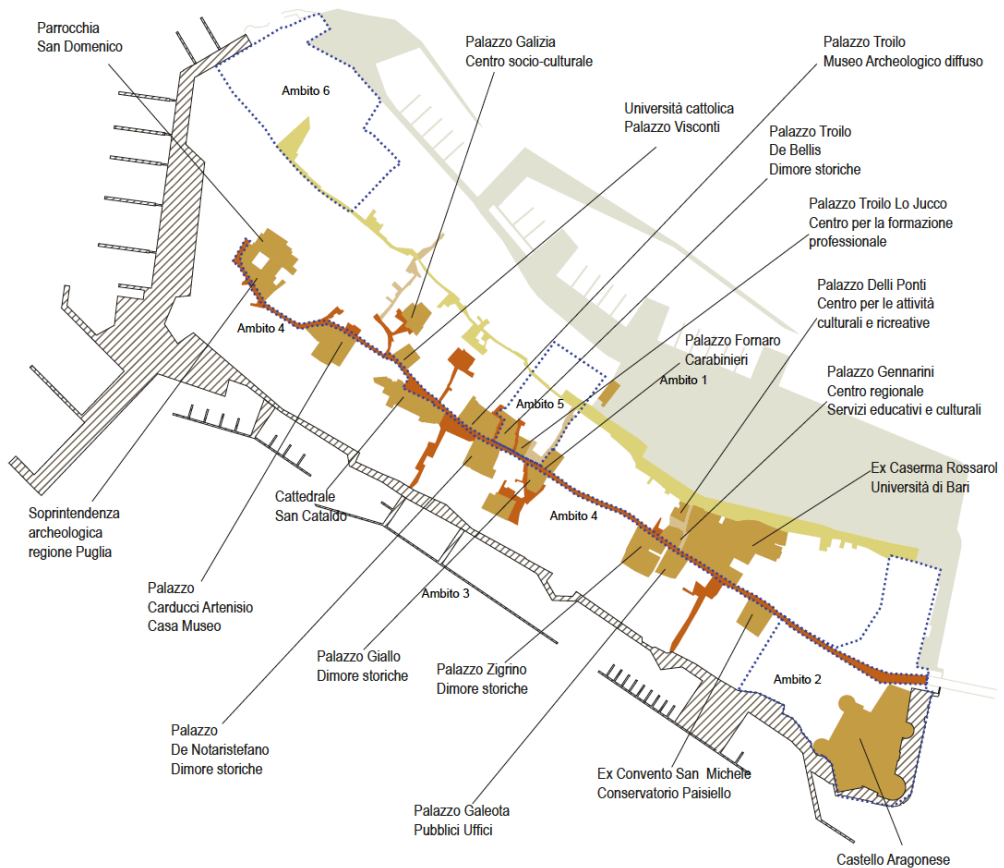 Parrocchia
San Domenico
Palazzo Galizia
Centro socio-culturale
Palazzo Troilo
Museo Archeologico diffuso
Ambito 6
Università cattolica
Palazzo Visconti
Palazzo Troilo
De Bellis
Dimore storiche
Palazzo Troilo Lo Jucco
Centro per la formazione
professionale
Palazzo Delli Ponti
Centro per le attività
culturali e ricreative
Ambito 4
Palazzo Fornaro
Carabinieri
Ambito 1
Palazzo Gennarini
Centro regionale
Servizi educativi e culturali
Ambito 5
Ex Caserma Rossarol
Università di Bari
Cattedrale
San Cataldo
Ambito 4
Soprintendenza
archeologica
regione Puglia
Palazzo
Carducci Artenisio
Casa Museo
Ambito 3
Palazzo Giallo
Dimore storiche
Palazzo Zigrino
Dimore storiche
Ambito 2
Palazzo
De Notaristefano
Dimore storiche
Ex Convento San Michele
Conservatorio Paisiello
Palazzo Galeota
Pubblici Uffici
Castello Aragonese